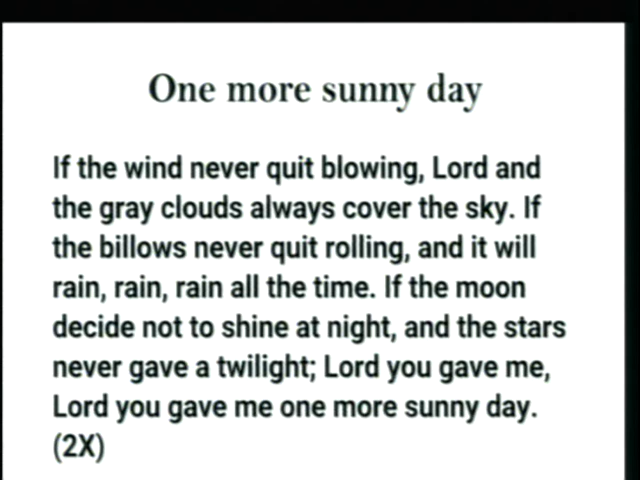 One more sunny day
If the wind never quit blowing, Lord and
the gray clouds always cover the sky. If
the billows never quit rolling, and it will
rain, rain, rain all the time. If the moon
decide not to shine at night, and the stars
never gave a twilight; Lord you gave me,
Lord you gave me one more sunny day.
(2X)